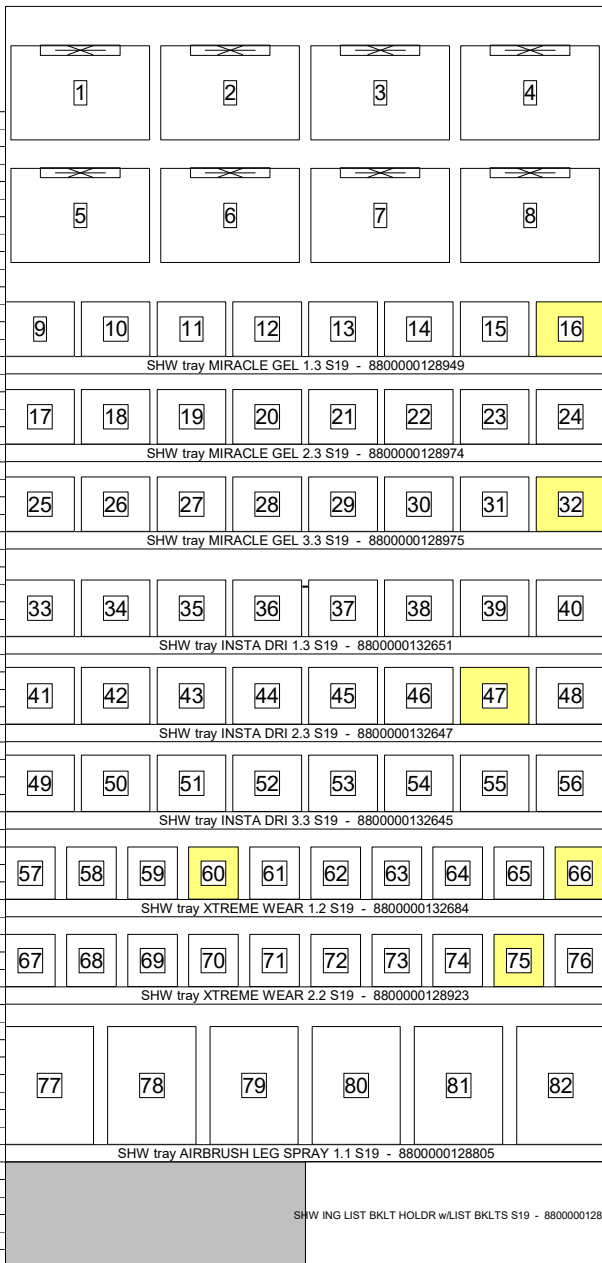 1 2 3 4
5 6 7 8
9 10 11 12 13 14 15 16
SHW tray MIRACLE GEL 1.3 S19 - 8800000128949
17 18 19 20 21 22 23 24
SHW tray MIRACLE GEL 2.3 S19 - 8800000128974
25 26 27 28 29 30 31 32
SHW tray MIRACLE GEL 3.3 S19 - 8800000128975
33 34 35 36 37 38 39 40
SHW tray INSTA DRI 1.3 S19 - 8800000132651
41 42 43 44 45 46 47 48
SHW tray INSTA DRI 2.3 S19 - 8800000132647
49 50 51 52 53 54 55 56
SHW tray INSTA DRI 3.3 S19 - 8800000132645
57 58 59 60 61 62 63 64 65 66
SHW tray XTREME WEAR 1.2 S19 - 8800000132684
67 68 69 70 71 72 73 74 75 76
SHW tray XTREME WEAR 2.2 S19 - 8800000128923
77 78 79 80 81 82
SHW tray AIRBRUSH LEG SPRAY 1.1 S19 - 8800000128805
SHW ING LIST BKLT HOLDR w/LIST BKLTS S19 - 8800000128